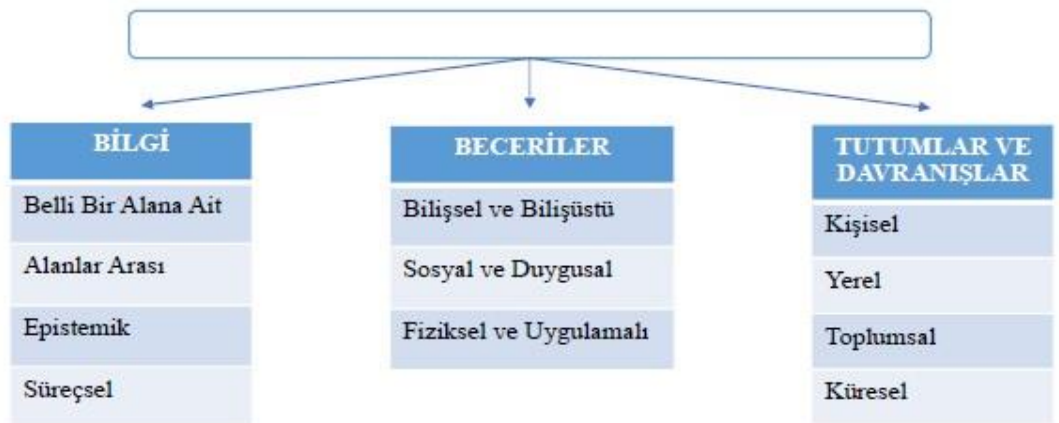 BİLGİ
Belli Bir Alana Ait
Alanlar Arası
Epistemik
Süreçsel
BECERİLER
Bilişsel ve Bilişüstü
Sosyal ve Duygusal
Fiziksel ve Uygulamalı
TUTUMLAR VE
DAVRANIŞLAR
Kişisel
Yerel
Toplumsal
Küresel